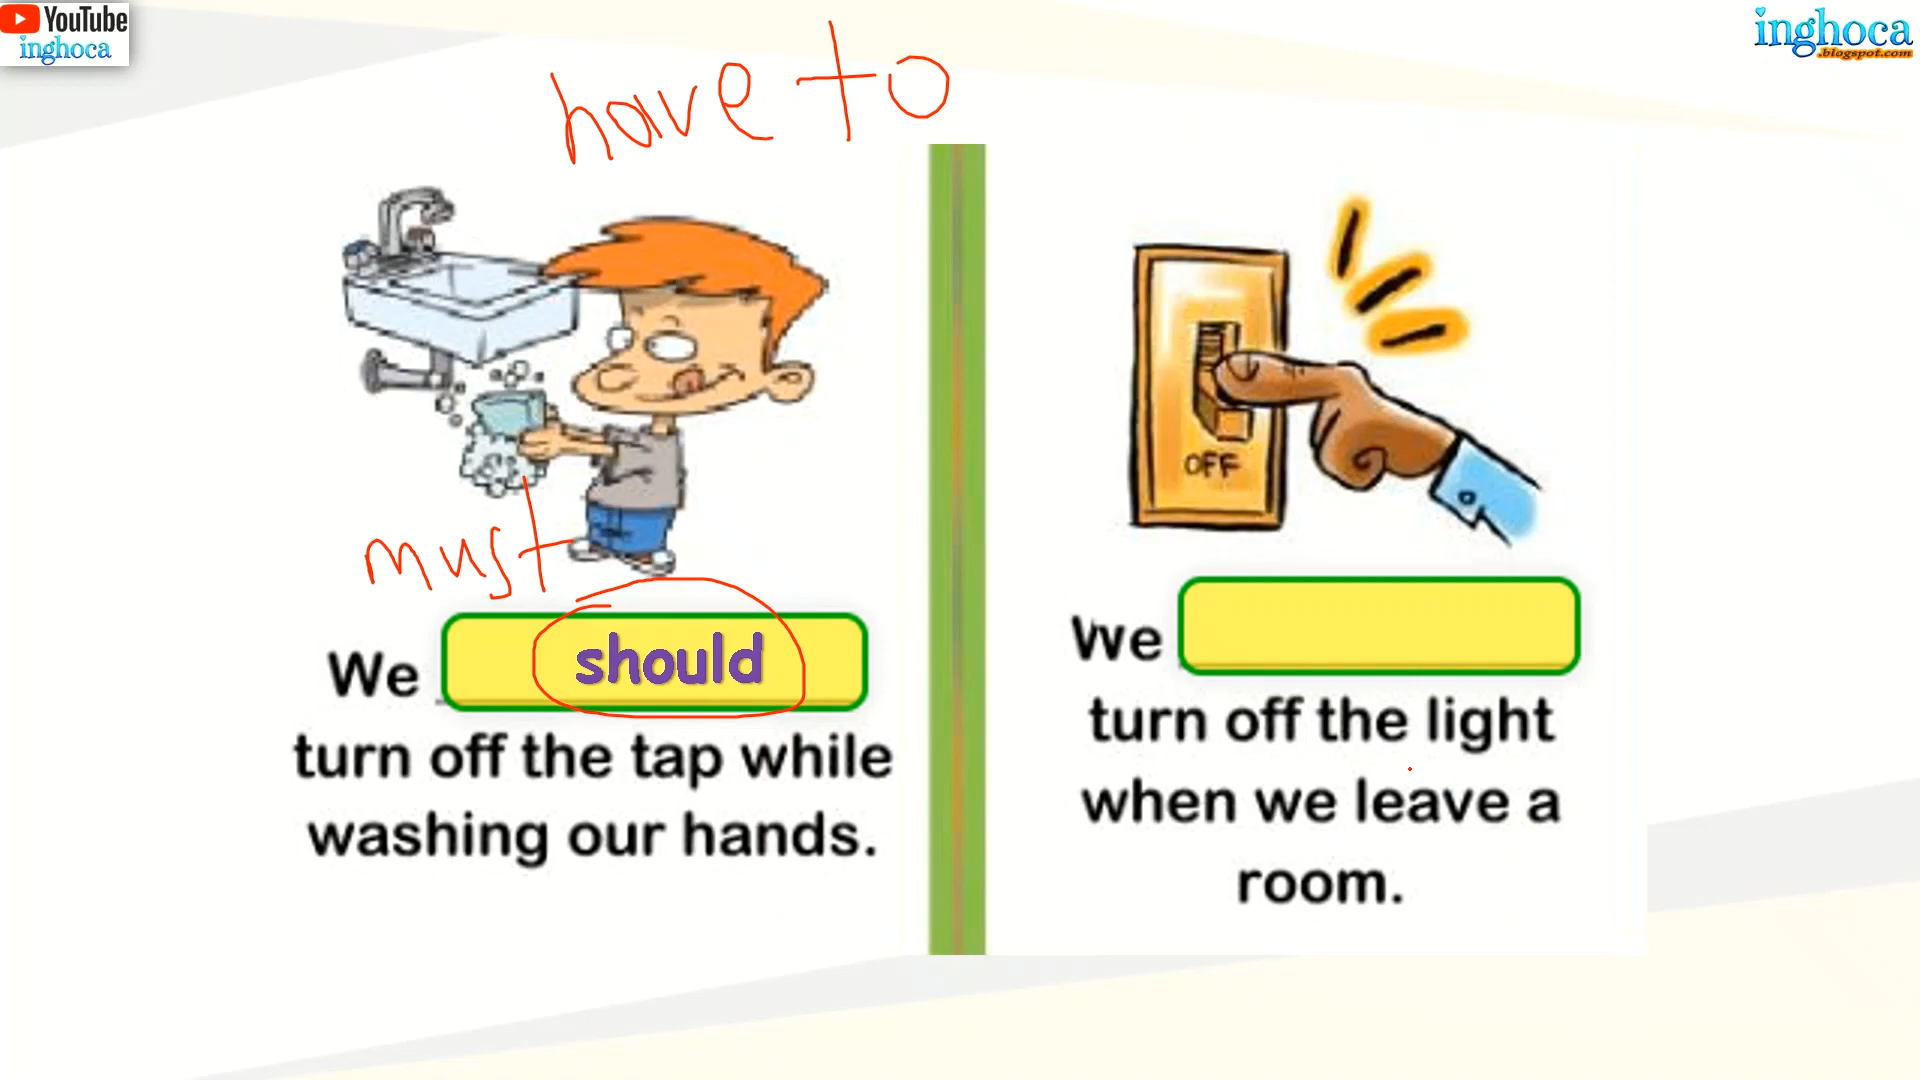 YouTube
inghoca
inghoca
.blogspot.com
have to
must
We should
turn off the tap while
washing our hands.
OFF
We
turn off the light
when we leave a
room.